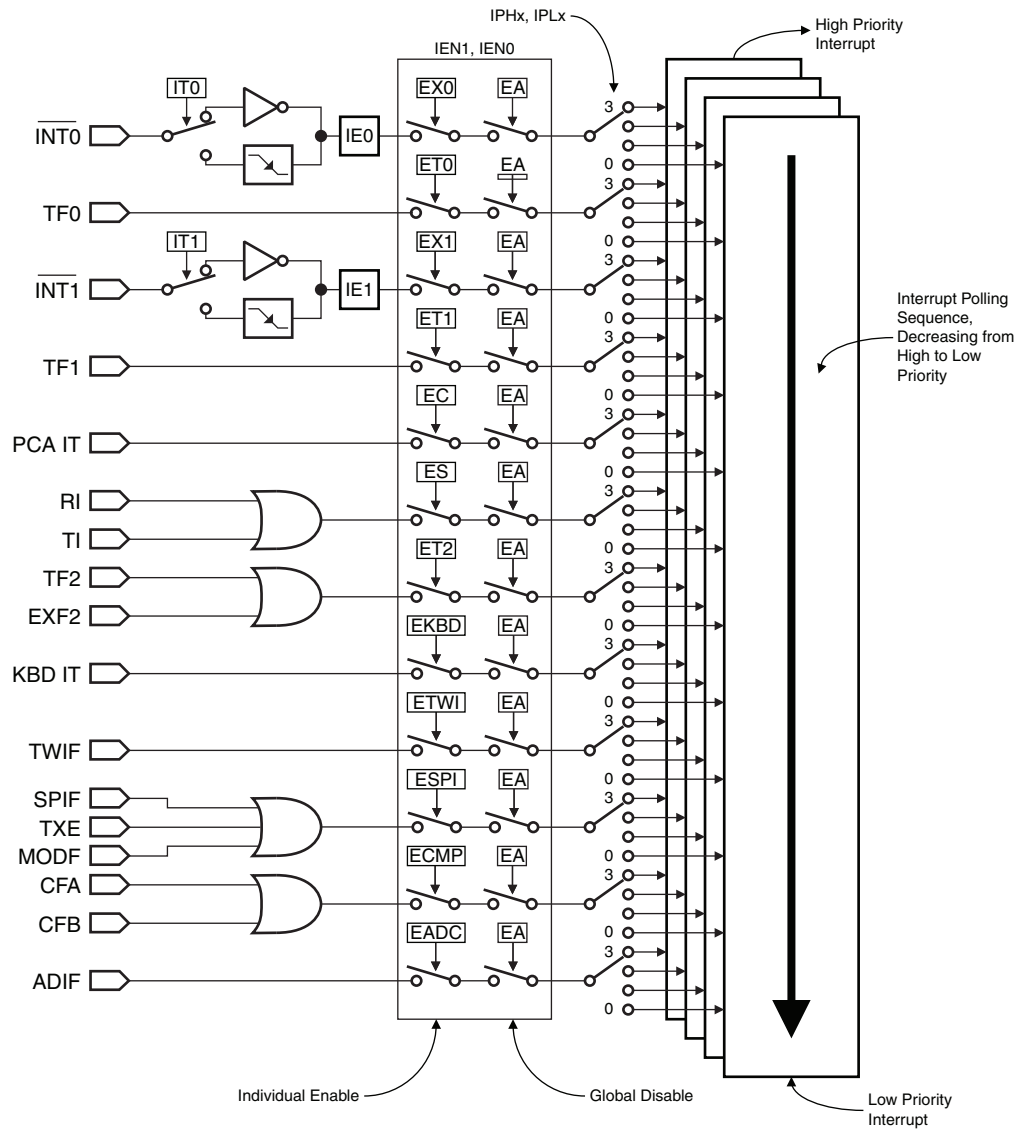 IPHx, IPLx
High Priority
Interrupt
IEN1, IEN0
IT0
EX0
EA
3
INT0
IE0
0
ET0
EA
3
TF0
0
IT1
EX1
EA
3
INT1
IE1
0
ET1
EA
3
TF1
0
Interrupt Polling
Sequence,
Decreasing from
High to Low
Priority
EC
EA
3
PCA IT
0
ES
EA
3
RI
TI
0
ET2
EA
3
TF2
EXF2
0
EKBD
EA
3
KBD IT
0
ETWI
EA
3
TWIF
0
ESPI
EA
3
SPIF
TXE
MODF
0
ECMP
EA
3
CFA
CFB
0
EADC
EA
3
ADIF
0
Individual Enable
Global Disable
Low Priority
Interrupt